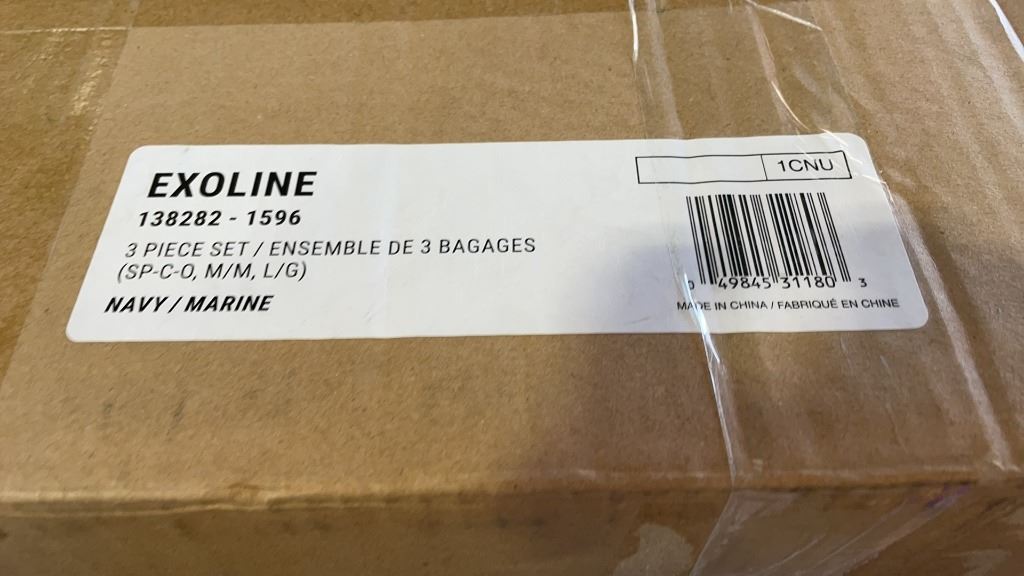 EXOLINE
138282 - 1596
3 PIECE SET / ENSEMBLE DE 3 BAGAGES
(SP-C-O, M/M, L/G)
NAVY / MARINE
1CNU
0 49845 31180 3
MADE IN CHINA / FABRIQUÉ EN CHINE